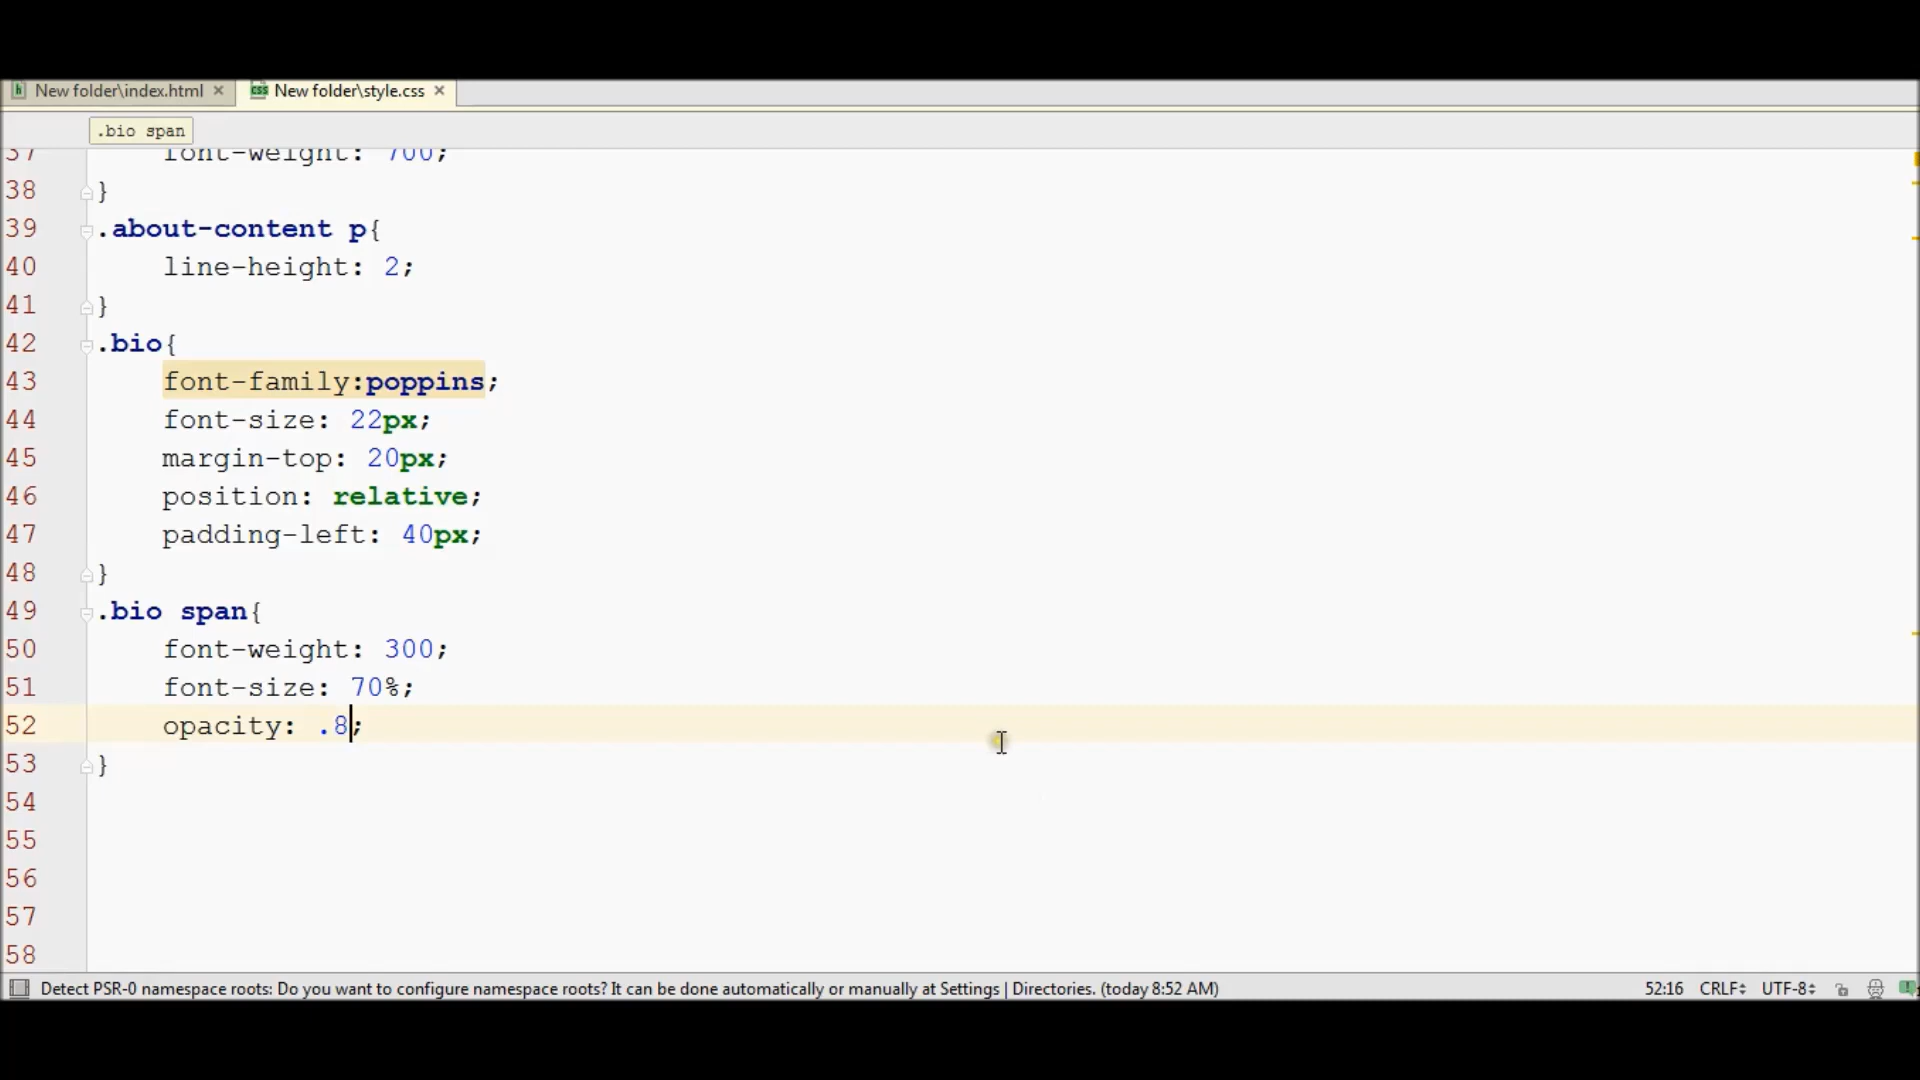 New folder\index.html
New folder\style.css
.bio span
37 font-weight: 700;
38 }
39 .about-content p{
40 line-height: 2;
41 }
42 .bio{
43 font-family:poppins;
44 font-size: 22px;
45 margin-top: 20px;
46 position: relative;
47 padding-left: 40px;
48 }
49 .bio span{
50 font-weight: 300;
51 font-size: 70%;
52 opacity: .8;
53 }
54
55
56
57
58
Detect PSR-0 namespace roots: Do you want to configure namespace roots? It can be done automatically or manually at Settings | Directories. (today 8:52 AM) 52:16 CRLF UTF-8